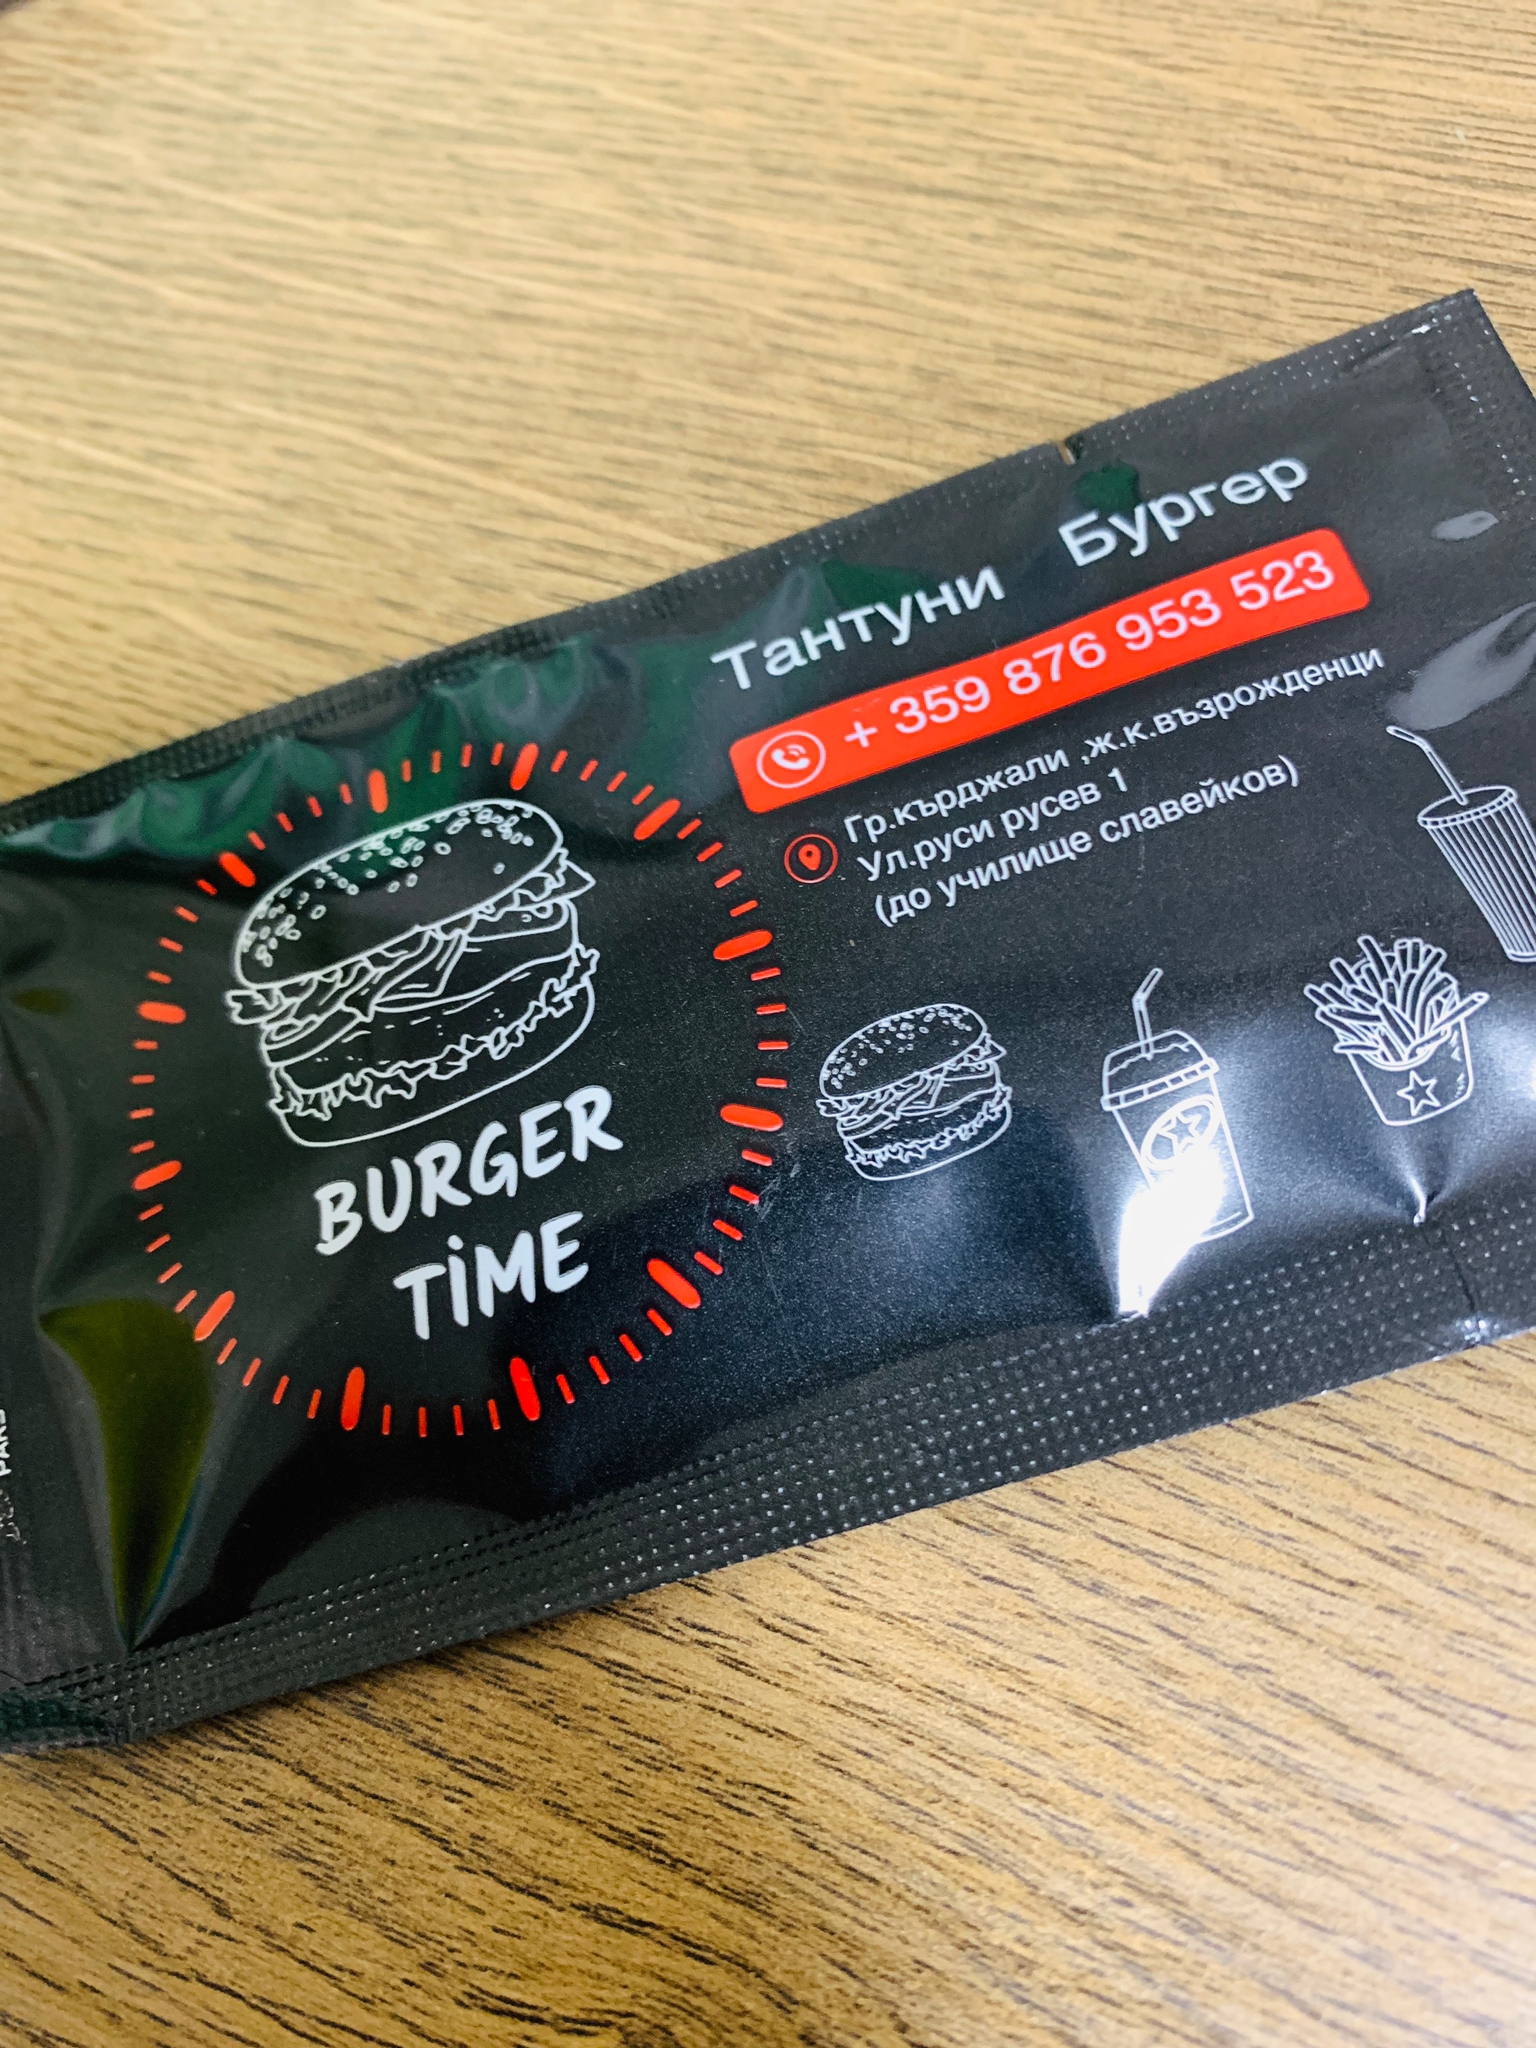 BURGER
TİME
Тантуни Бургер
+ 359 876 953 523
Гр.кърджали ,ж.к.възрожденци
Ул.руси русев 1
(до училище славейков)